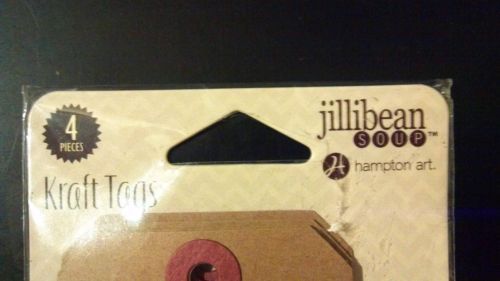 4
PIECES
jillibean
SOUP™
hampton art.
Kraft Tags